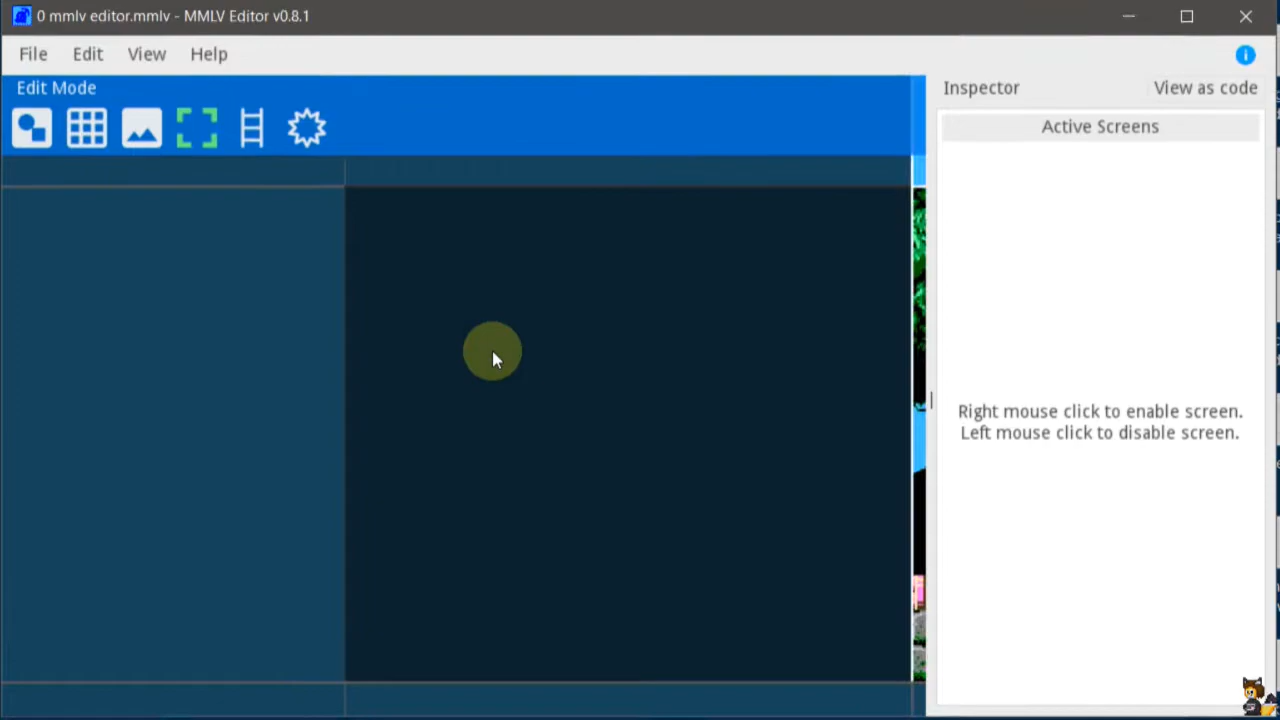 0 mmlv editor.mmlv - MMLV Editor v0.8.1
File Edit View Help
Edit Mode
Inspector View as code
Active Screens
Right mouse click to enable screen.
Left mouse click to disable screen.